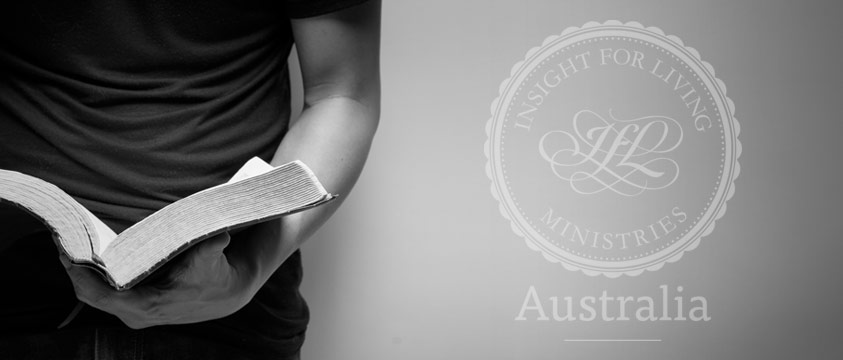 INSIGHT FOR LIVING
IFL
MINISTRIES
Australia